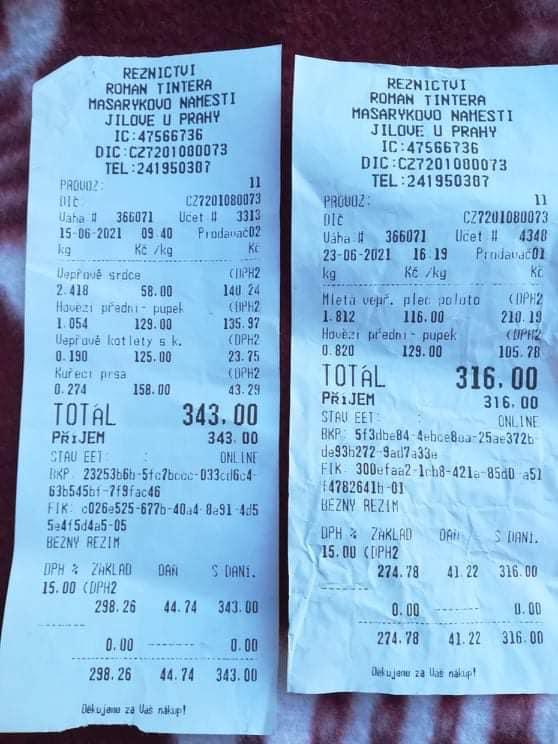 REZNICTVI
ROMAN TINTERA
MASARYKOVO NAMESTI
JILOVE U PRAHY
IC:47566736
DIC:CZ7201080073
TEL:241950307
PROVOZ: 11
DIČ CZ7201080073
Váha # 366071 Účet # 3313
15-06-2021 09:40 Prodavač02
kg Kč /kg Kč
Vepřové srdce (DPH2
2.418 58.00 140.24
Hovězí přední- pupek (DPH2
1.054 129.00 135.97
Vepřové kotlety s k. (DPH2
0.190 125.00 23.75
Kuřecí prsa (DPH2
0.274 158.00 43.29
TOTÁL 343.00
PŘíJEM 343.00
STAV EET: : ONLINE
BKP: 23253b6b-5fc7bccc-033cd6c4-
63b545bf-7f9fac46
FIK: c026e525-677b-40a4-8a91-4d5
5e4f5d4a5-05
BEZNY REZIM
DPH % ZÁKLAD DAŇ S DANí.
15.00 (DPH2
298.26 44.74 343.00
0.00 ------- 0.00
298.26 44.74 343.00
Děkujeme za Váš nákup!
REZNICTVI
ROMAN TINTERA
MASARYKOVO NAMESTI
JILOVE U PRAHY
IC:47566736
DIC:CZ7201080073
TEL:241950307
PROVOZ: 11
DIČ CZ7201080073
Váha # 366071 Účet # 4348
23-06-2021 16:19 Prodavač01
kg Kč /kg Kč
Mletá vepř. plec poluto (DPH2
1.812 116.00 210.19
Hovězí přední- pupek (DPH2
0.820 129.00 105.78
TOTÁL 316.00
PŘíJEM 316.00
STAV EET: : ONLINE
BKP: 5f3dbe84-4ebce8ea-25ae372b-
de93b272-9ad7a33e
FIK: 300efaa2-1cb8-421a-85d0-a51
f4782641b-01
BEZNY REZIM
DPH % ZÁKLAD DAŇ S DANí.
15.00 (DPH2
274.78 41.22 316.00
0.00 ------- 0.00
274.78 41.22 316.00
Děkujeme za Váš nákup!